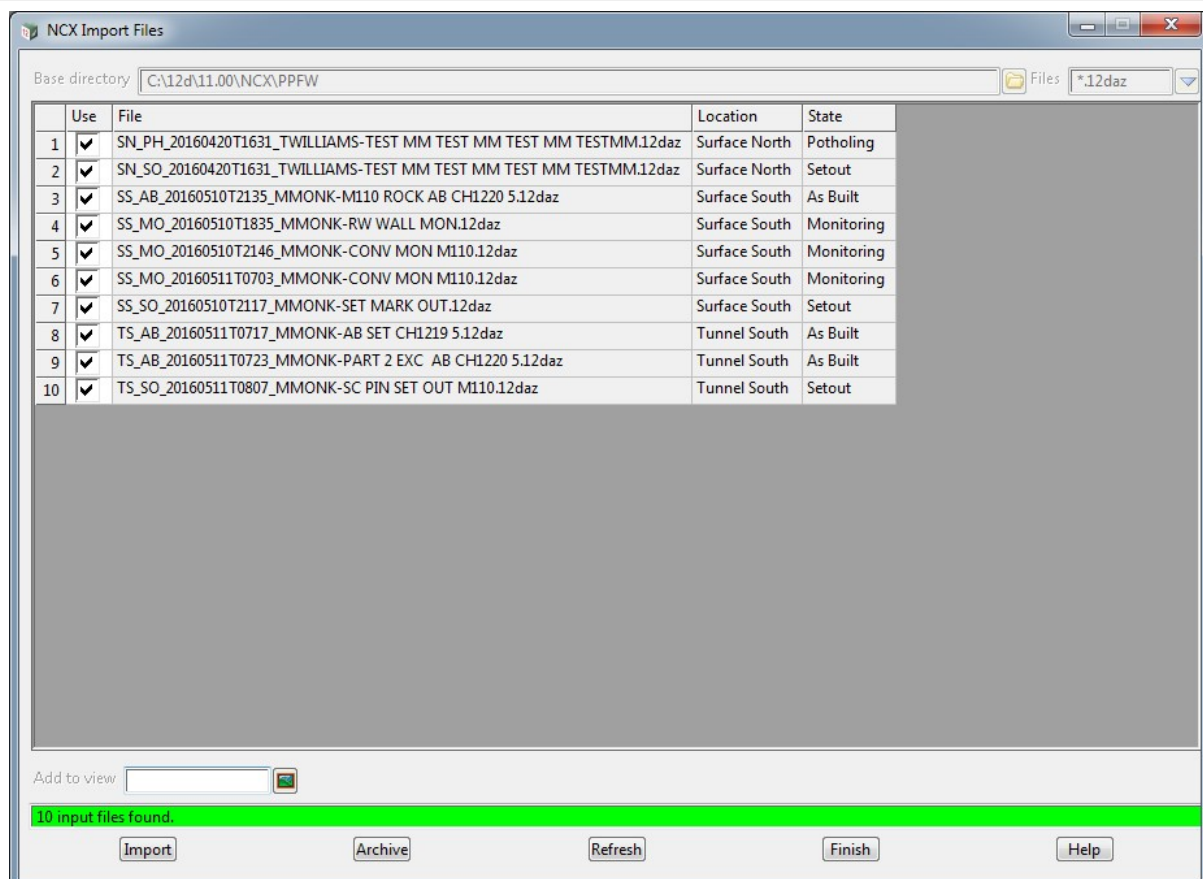 NCX Import Files
Base directory C:\12d\11.00\NCX\PPFW Files *.12daz
Use File Location State
1 SN_PH_20160420T1631_TWILLIAMS-TEST MM TEST MM TEST MM TESTMM.12daz Surface North Potholing
2 SN_SO_20160420T1631_TWILLIAMS-TEST MM TEST MM TEST MM TESTMM.12daz Surface North Setout
3 SS_AB_20160510T2135_MMONK-M110 ROCK AB CH1220 5.12daz Surface South As Built
4 SS_MO_20160510T1835_MMONK-RW WALL MON.12daz Surface South Monitoring
5 SS_MO_20160510T2146_MMONK-CONV MON M110.12daz Surface South Monitoring
6 SS_MO_20160511T0703_MMONK-CONV MON M110.12daz Surface South Monitoring
7 SS_SO_20160510T2117_MMONK-SET MARK OUT.12daz Surface South Setout
8 TS_AB_20160511T0717_MMONK-AB SET CH1219 5.12daz Tunnel South As Built
9 TS_AB_20160511T0723_MMONK-PART 2 EXC  AB CH1220 5.12daz Tunnel South As Built
10 TS_SO_20160511T0807_MMONK-SC PIN SET OUT M110.12daz Tunnel South Setout
Add to view
10 input files found.
Import Archive Refresh Finish Help